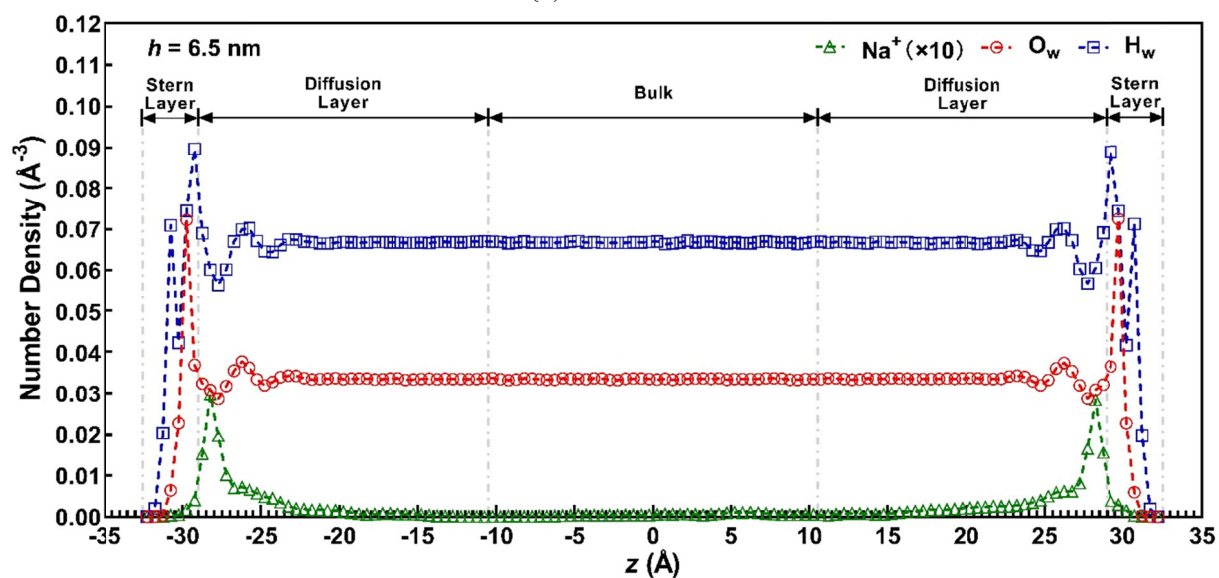 h = 6.5 nm
Na⁺ (×10) O_w H_w
Stern Layer
Diffusion Layer
Bulk
Diffusion Layer
Stern Layer
Number Density (Å⁻³)
0.12
0.11
0.10
0.09
0.08
0.07
0.06
0.05
0.04
0.03
0.02
0.01
0.00
-35 -30 -25 -20 -15 -10 -5 0 5 10 15 20 25 30 35
z (Å)